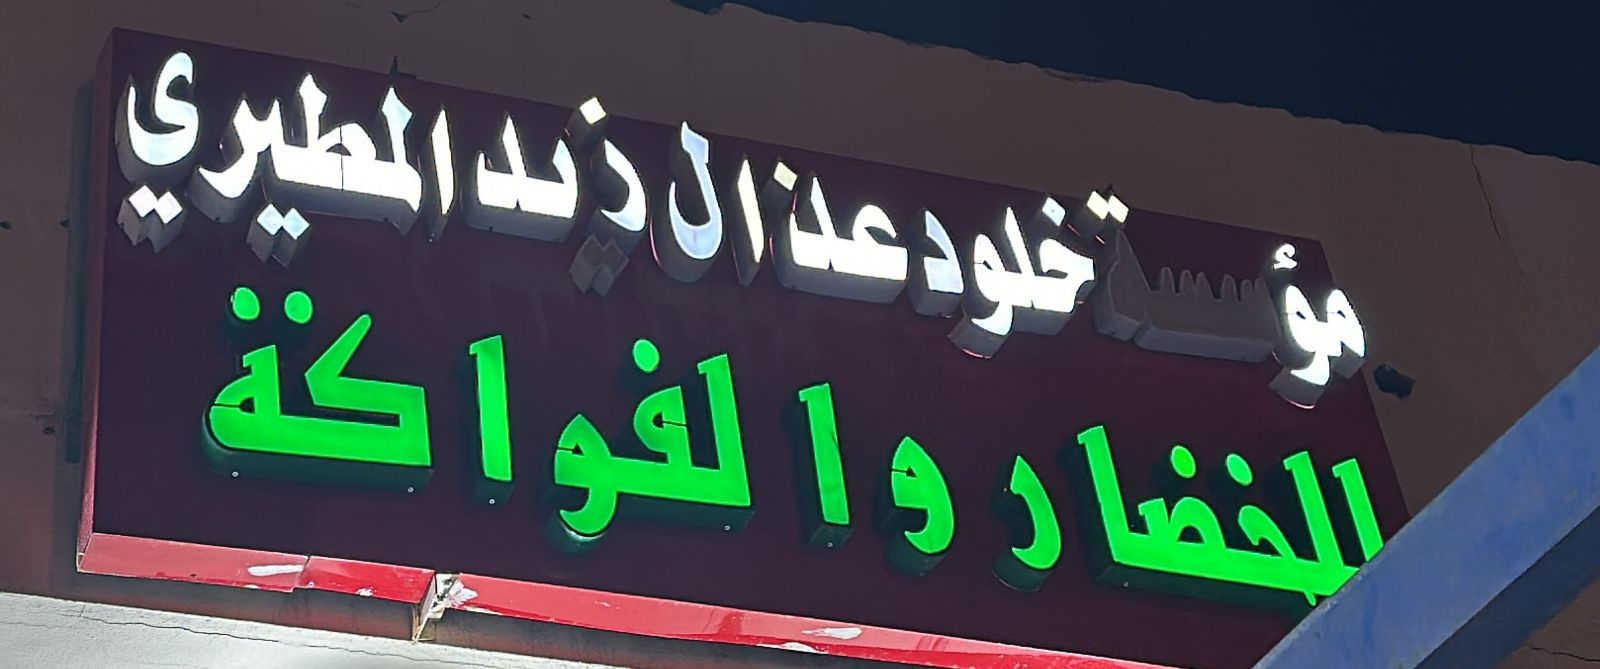 مؤسسة خلود عذال زيد المطيري
الخضار والفواكة